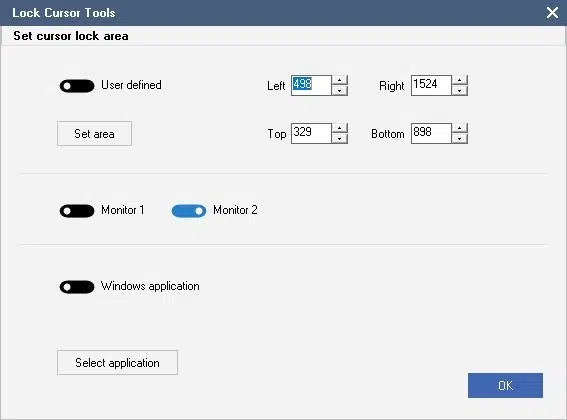 Lock Cursor Tools
Set cursor lock area
User defined
Left 498 Right 1524
Set area
Top 329 Bottom 898
Monitor 1 Monitor 2
Windows application
Select application
OK